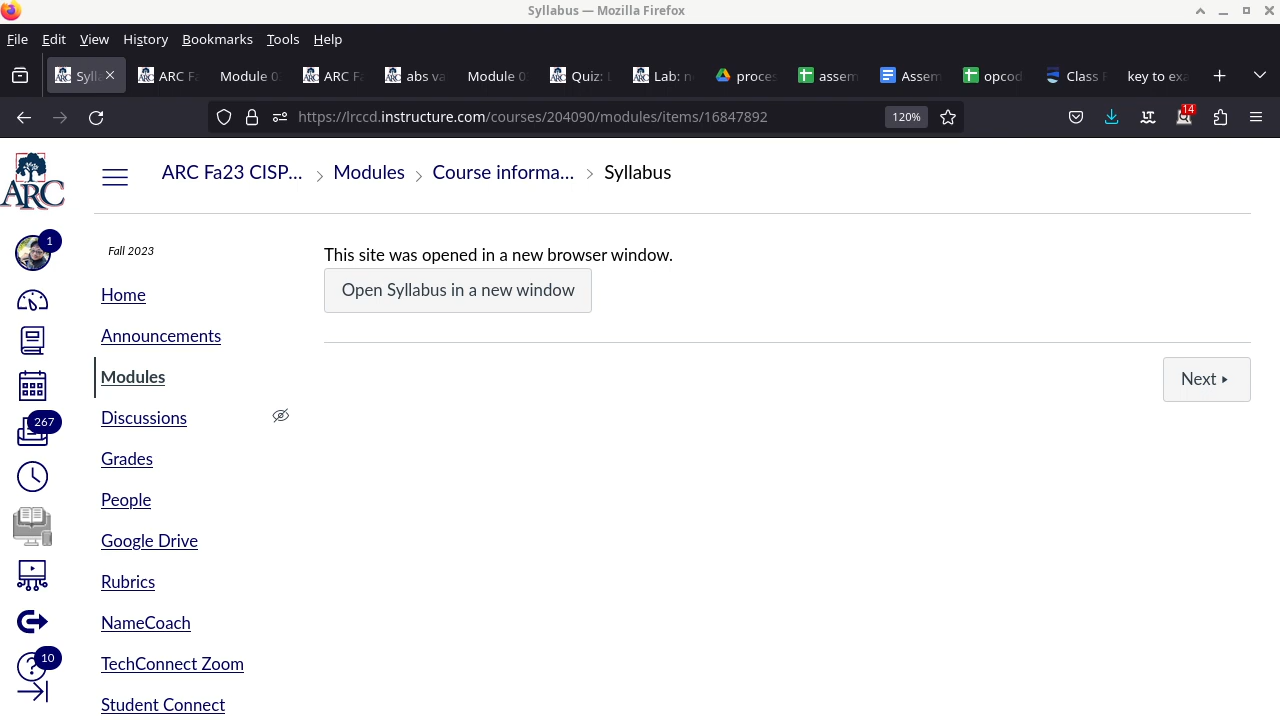 Syllabus — Mozilla Firefox
File Edit View History Bookmarks Tools Help
Sylla ARC Fa Module 0 ARC Fa abs va Module 0 Quiz: L Lab: n proces assem Assem opcod Class key to exa
https://lrccd.instructure.com/courses/204090/modules/items/16847892 120% 14
ARC
ARC Fa23 CISP... Modules Course informa... Syllabus
1
Fall 2023
This site was opened in a new browser window.
Open Syllabus in a new window
Home
Announcements
Modules
Next
Discussions
267
Grades
People
Google Drive
Rubrics
NameCoach
10
TechConnect Zoom
Student Connect